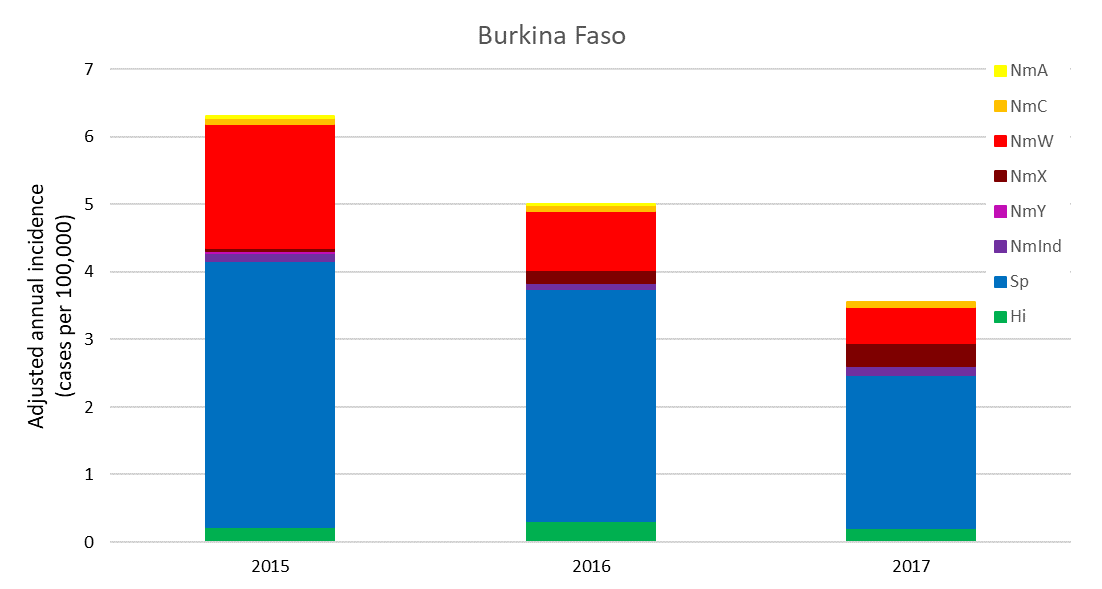 Burkina Faso
Adjusted annual incidence
(cases per 100,000)
7
6
5
4
3
2
1
0
2015
2016
2017
NmA
NmC
NmW
NmX
NmY
NmInd
Sp
Hi